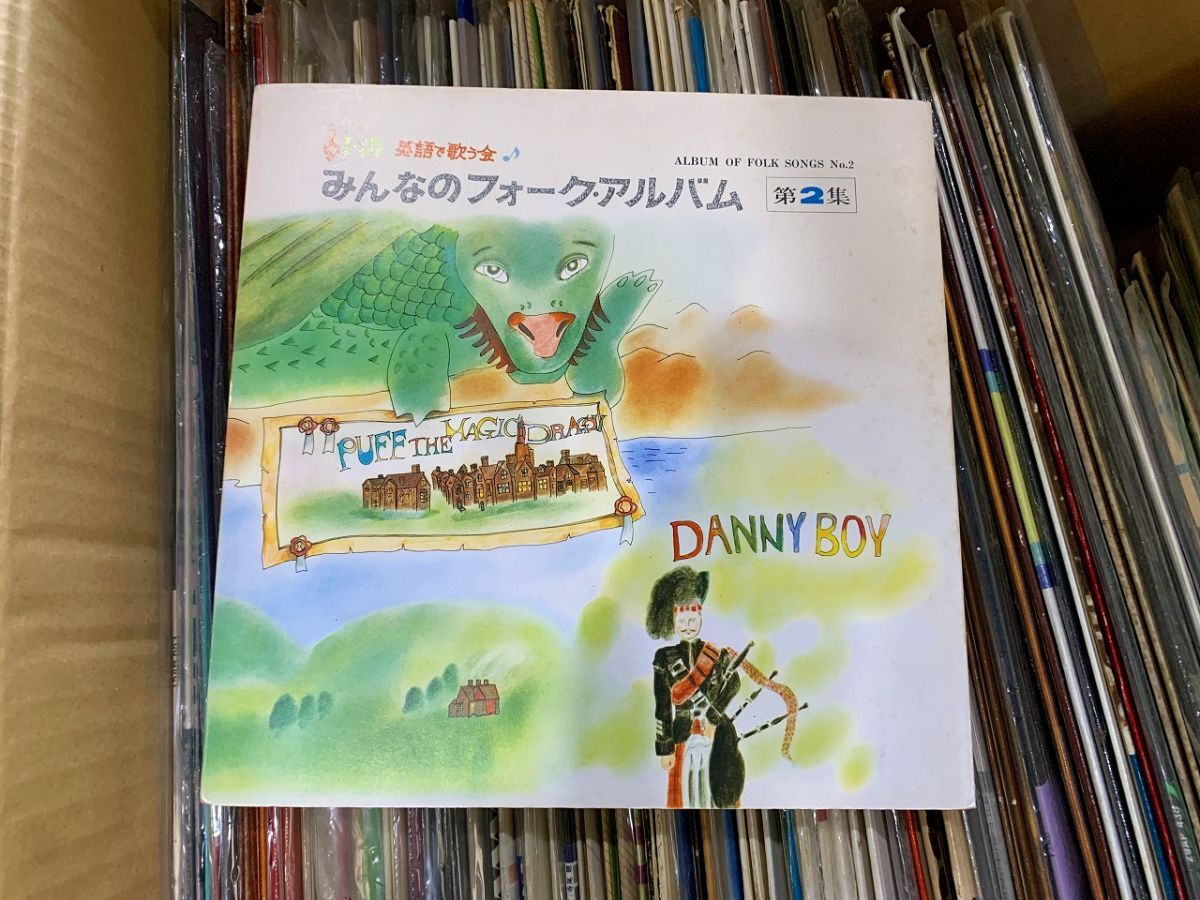 英語で歌う会
ALBUM OF FOLK SONGS No.2
みんなのフォーク・アルバム
第2集
PUFF THE MAGIC DRAG
DANNY BOY